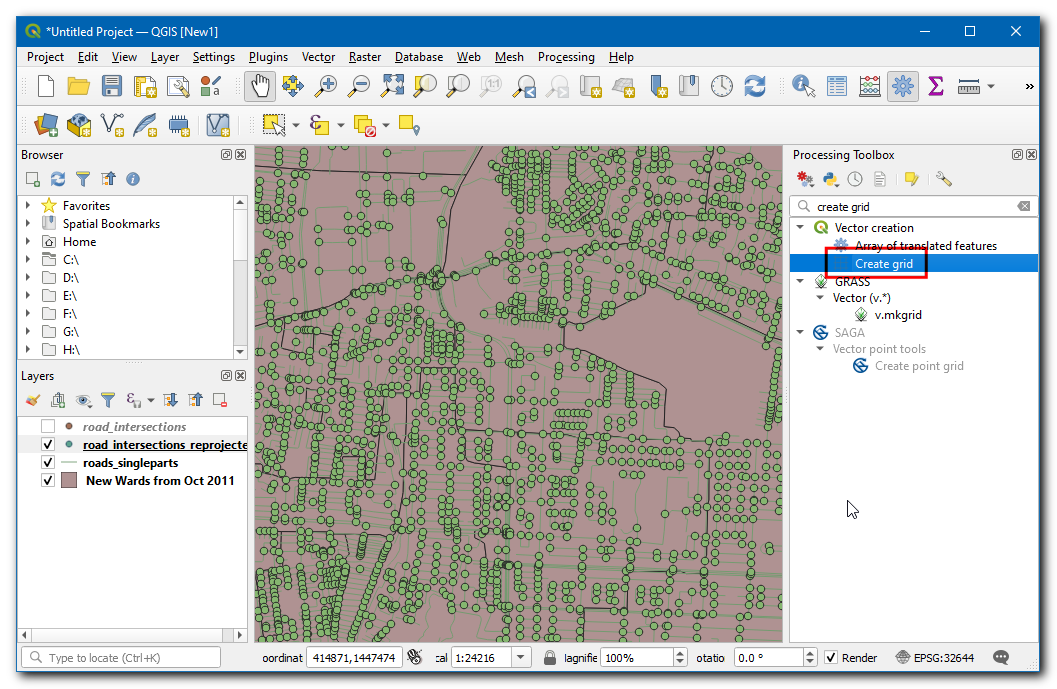 *Untitled Project — QGIS [New1]
Project Edit View Layer Settings Plugins Vector Raster Database Web Mesh Processing Help
1:1
a
»
Browser
Favorites
Spatial Bookmarks
Home
C:\
D:\
E:\
F:\
G:\
H:\
Layers
road_intersections
road_intersections_reprojecte
roads_singleparts
New Wards from Oct 2011
Processing Toolbox
create grid
Vector creation
Array of translated features
Create grid
GRASS
Vector (v.*)
v.mkgrid
SAGA
Vector point tools
Create point grid
Type to locate (Ctrl+K) oordinat 414871,1447474 cal 1:24216 lagnifie 100% otatio 0.0 ° Render EPSG:32644